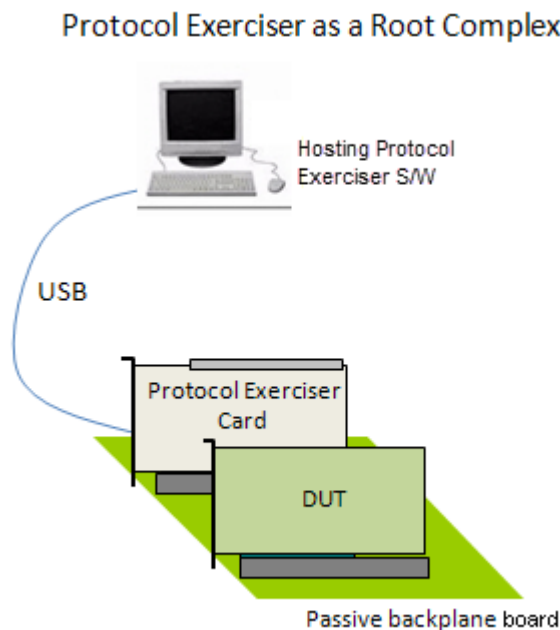 Protocol Exerciser as a Root Complex
Hosting Protocol
Exerciser S/W
USB
Protocol Exerciser
Card
DUT
Passive backplane board